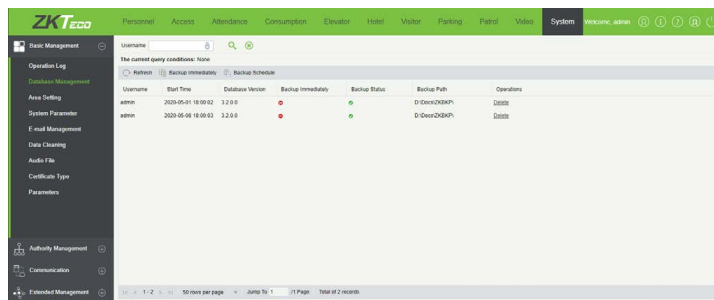 ZKTeco
Personnel Access Attendance Consumption Elevator Hotel Visitor Parking Patrol Video System Welcome, admin
Basic Management
Operation Log
Database Management
Area Setting
System Parameter
E-mail Management
Data Cleaning
Audio File
Certificate Type
Parameters
Authority Management
Communication
Extended Management
Username
The current query conditions: None
Refresh Backup Immediately Backup Schedule
Username Start Time Database Version Backup Immediately Backup Status Backup Path Operations
admin 2020-05-01 18:00:02 3.2.0.0 D:\Docs\ZKBKP\ Delete
admin 2020-05-08 18:00:03 3.2.0.0 D:\Docs\ZKBKP\ Delete
1 - 2 50 rows per page Jump To 1 /1 Page Total of 2 records